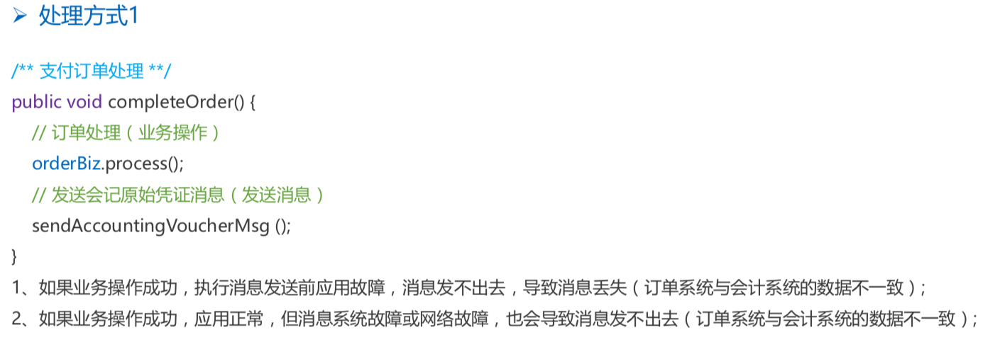 ➢ 处理方式1
/** 支付订单处理 **/
public void completeOrder() {
// 订单处理（业务操作）
orderBiz.process();
// 发送会记原始凭证消息（发送消息）
sendAccountingVoucherMsg ();
}
1、如果业务操作成功，执行消息发送前应用故障，消息发不出去，导致消息丢失（订单系统与会计系统的数据不一致）;
2、如果业务操作成功，应用正常，但消息系统故障或网络故障，也会导致消息发不出去（订单系统与会计系统的数据不一致）;